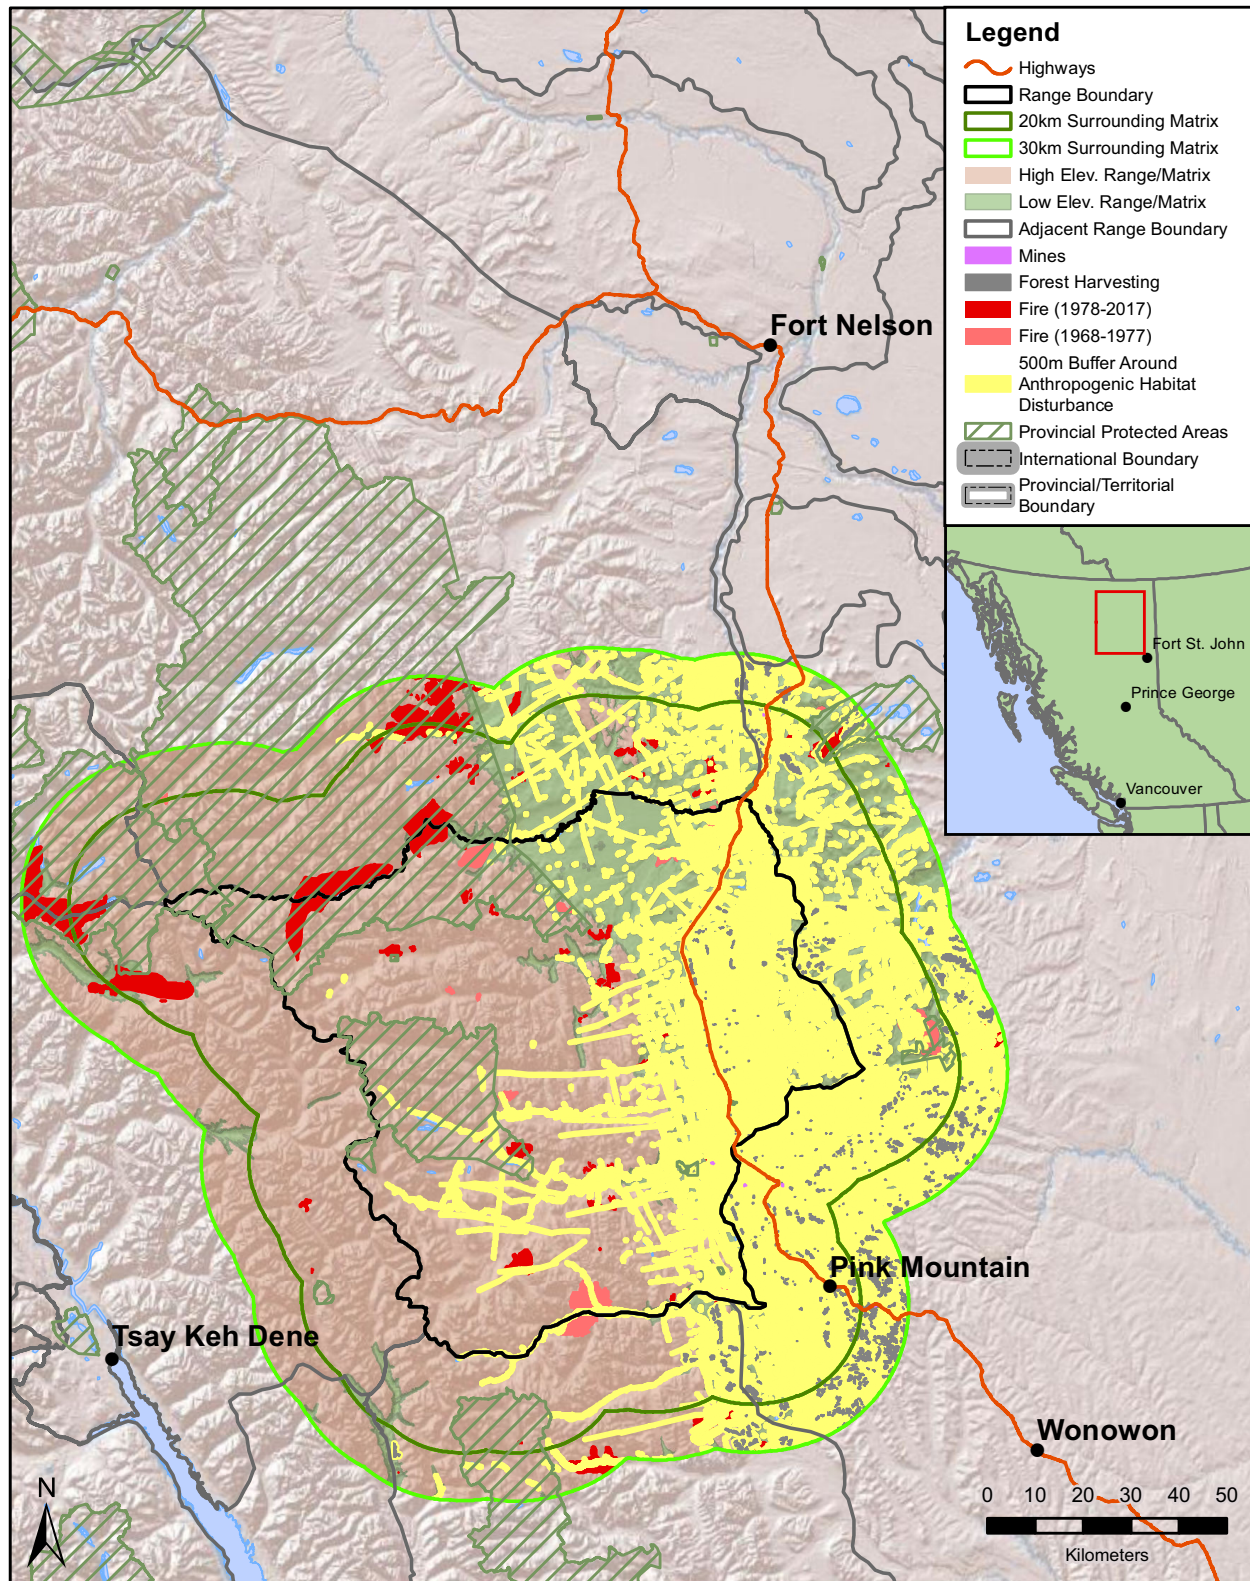 Legend
Highways
Range Boundary
20km Surrounding Matrix
30km Surrounding Matrix
High Elev. Range/Matrix
Low Elev. Range/Matrix
Adjacent Range Boundary
Mines
Forest Harvesting
Fire (1978-2017)
Fire (1968-1977)
500m Buffer Around
Anthropogenic Habitat
Disturbance
Provincial Protected Areas
International Boundary
Provincial/Territorial
Boundary
Fort Nelson
Fort St. John
Prince George
Vancouver
Pink Mountain
Tsay Keh Dene
Wonowon
N
0 10 20 30 40 50
Kilometers